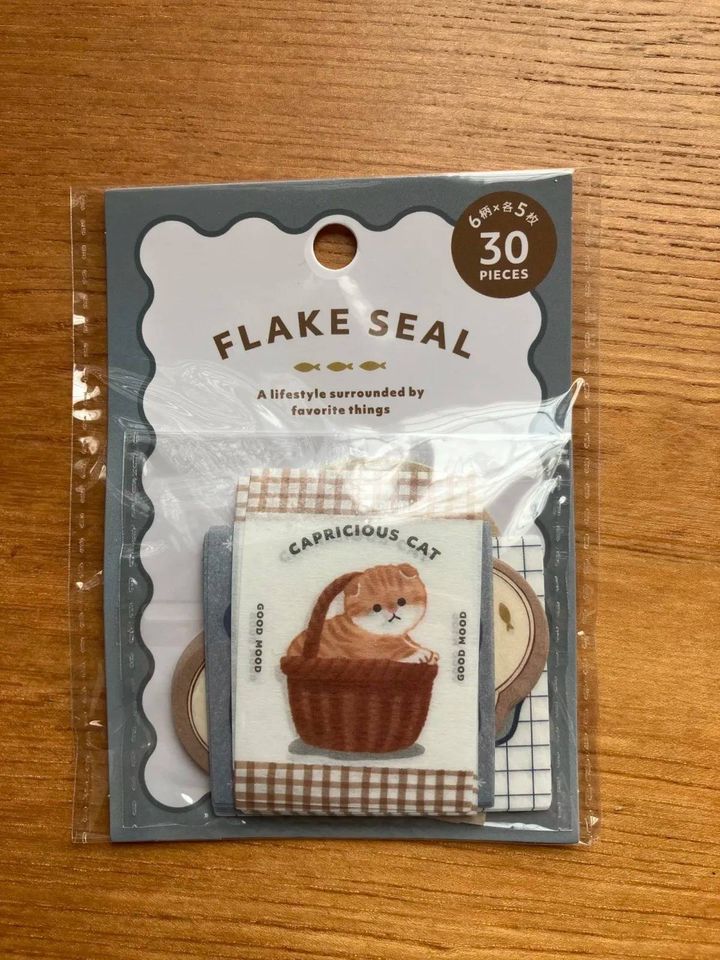 6柄×各5枚
30
PIECES
FLAKE SEAL
A lifestyle surrounded by
favorite things
CAPRICIOUS CAT
GOOD MOOD
GOOD MOOD